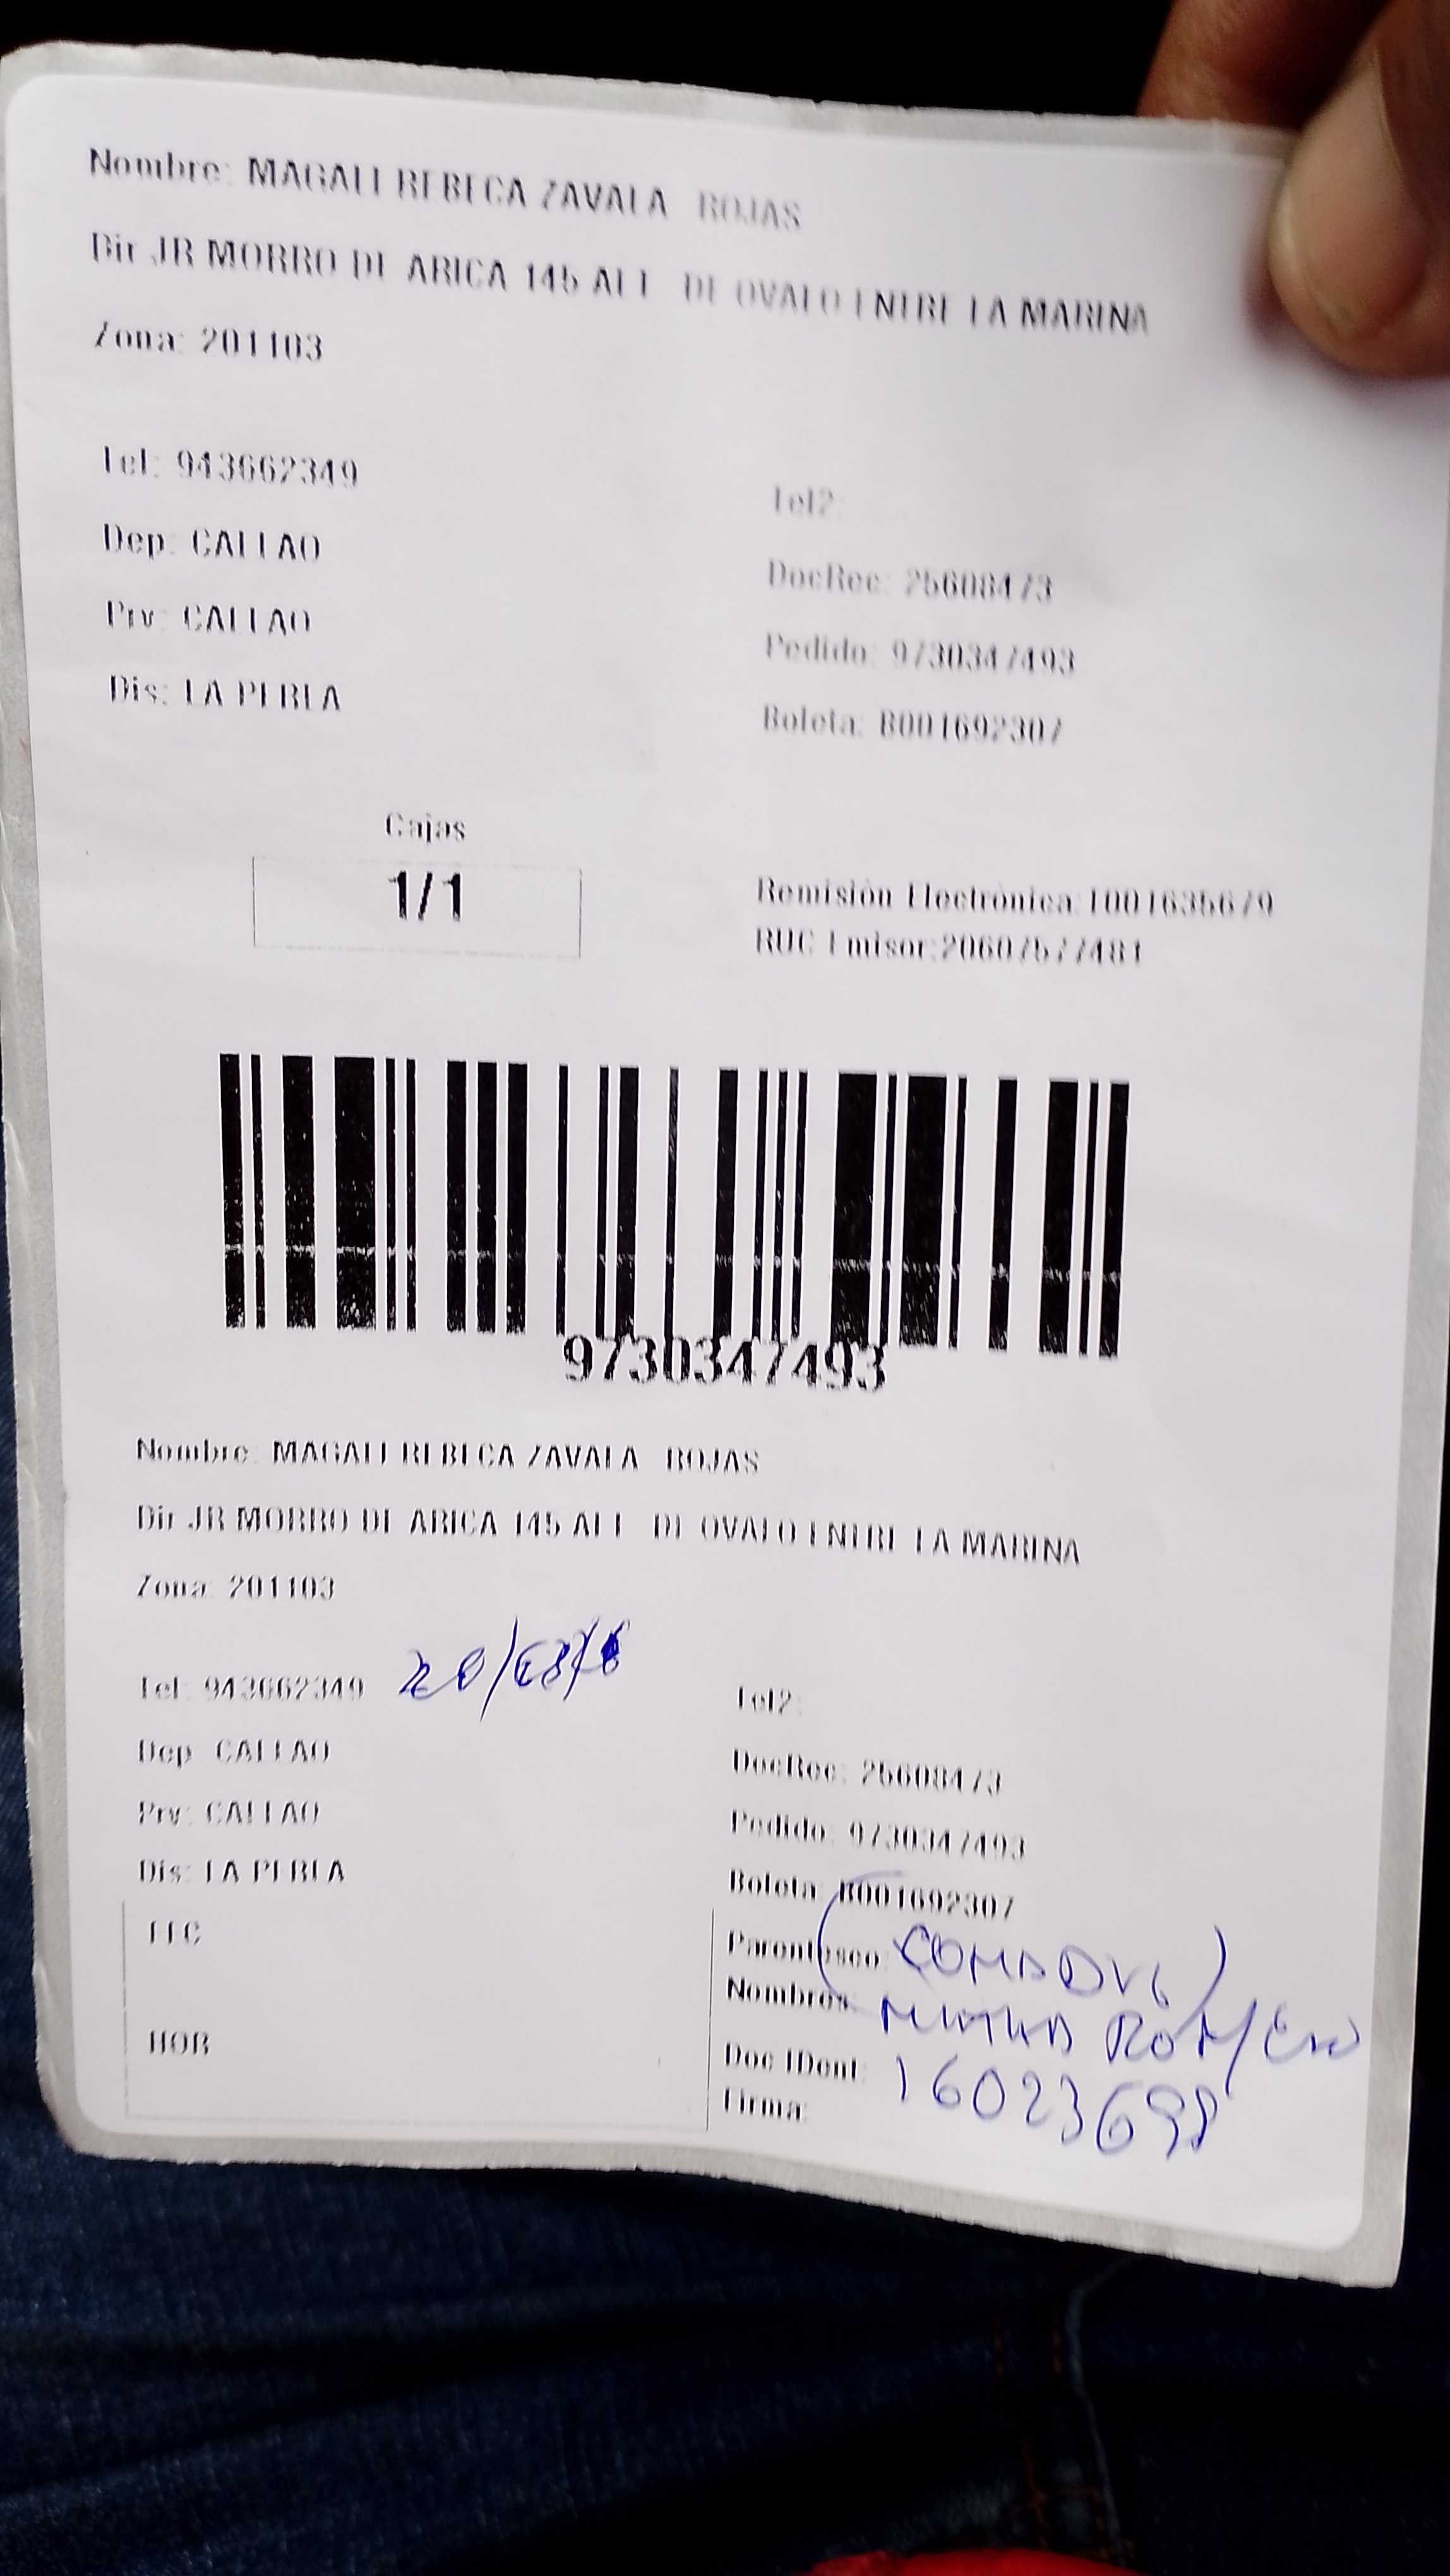 Nombre: MAGALI REBECA ZAVALA ROJAS
Dir JR MORRO DE ARICA 145 ALT DE OVALO ENTRE LA MARINA
Zona: 201103
Tel: 943662349
Tel2:
Dep: CALLAO
DocRec: 25608473
Prv: CALLAO
Pedido: 9730347493
Dis: LA PERLA
Boleta: B001692307
Cajas
1/1
Remisión Electrónica:T001635679
RUC Emisor:20607577481
9730347493
Nombre: MAGALI REBECA ZAVALA ROJAS
Dir JR MORRO DE ARICA 145 ALT DE OVALO ENTRE LA MARINA
Zona: 201103
Tel: 943662349
Tel2:
Dep: CALLAO
DocRec: 25608473
Prv: CALLAO
Pedido: 9730347493
Dis: LA PERLA
Boleta: B001692307
FEC
Parentesco:
Nombres:
HOR
Doc IDent: 16023698
Firma: